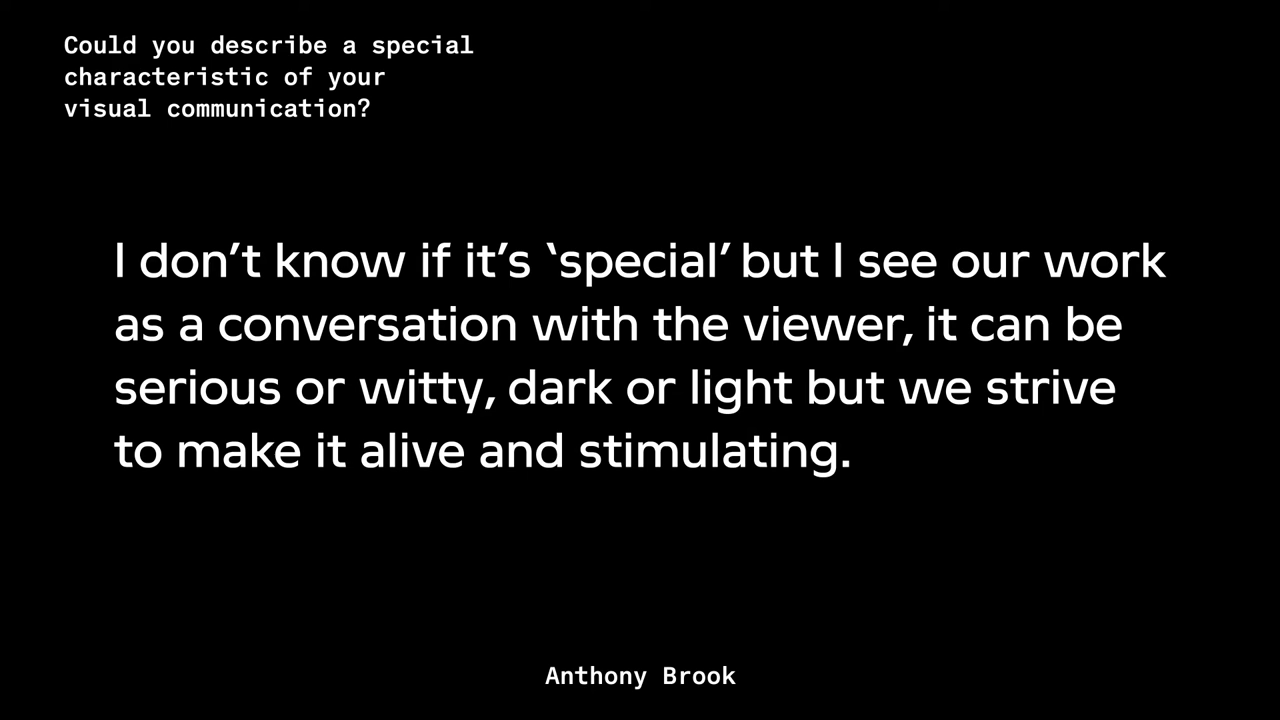 Could you describe a special
characteristic of your
visual communication?
I don’t know if it’s ‘special’ but I see our work
as a conversation with the viewer, it can be
serious or witty, dark or light but we strive
to make it alive and stimulating.
Anthony Brook